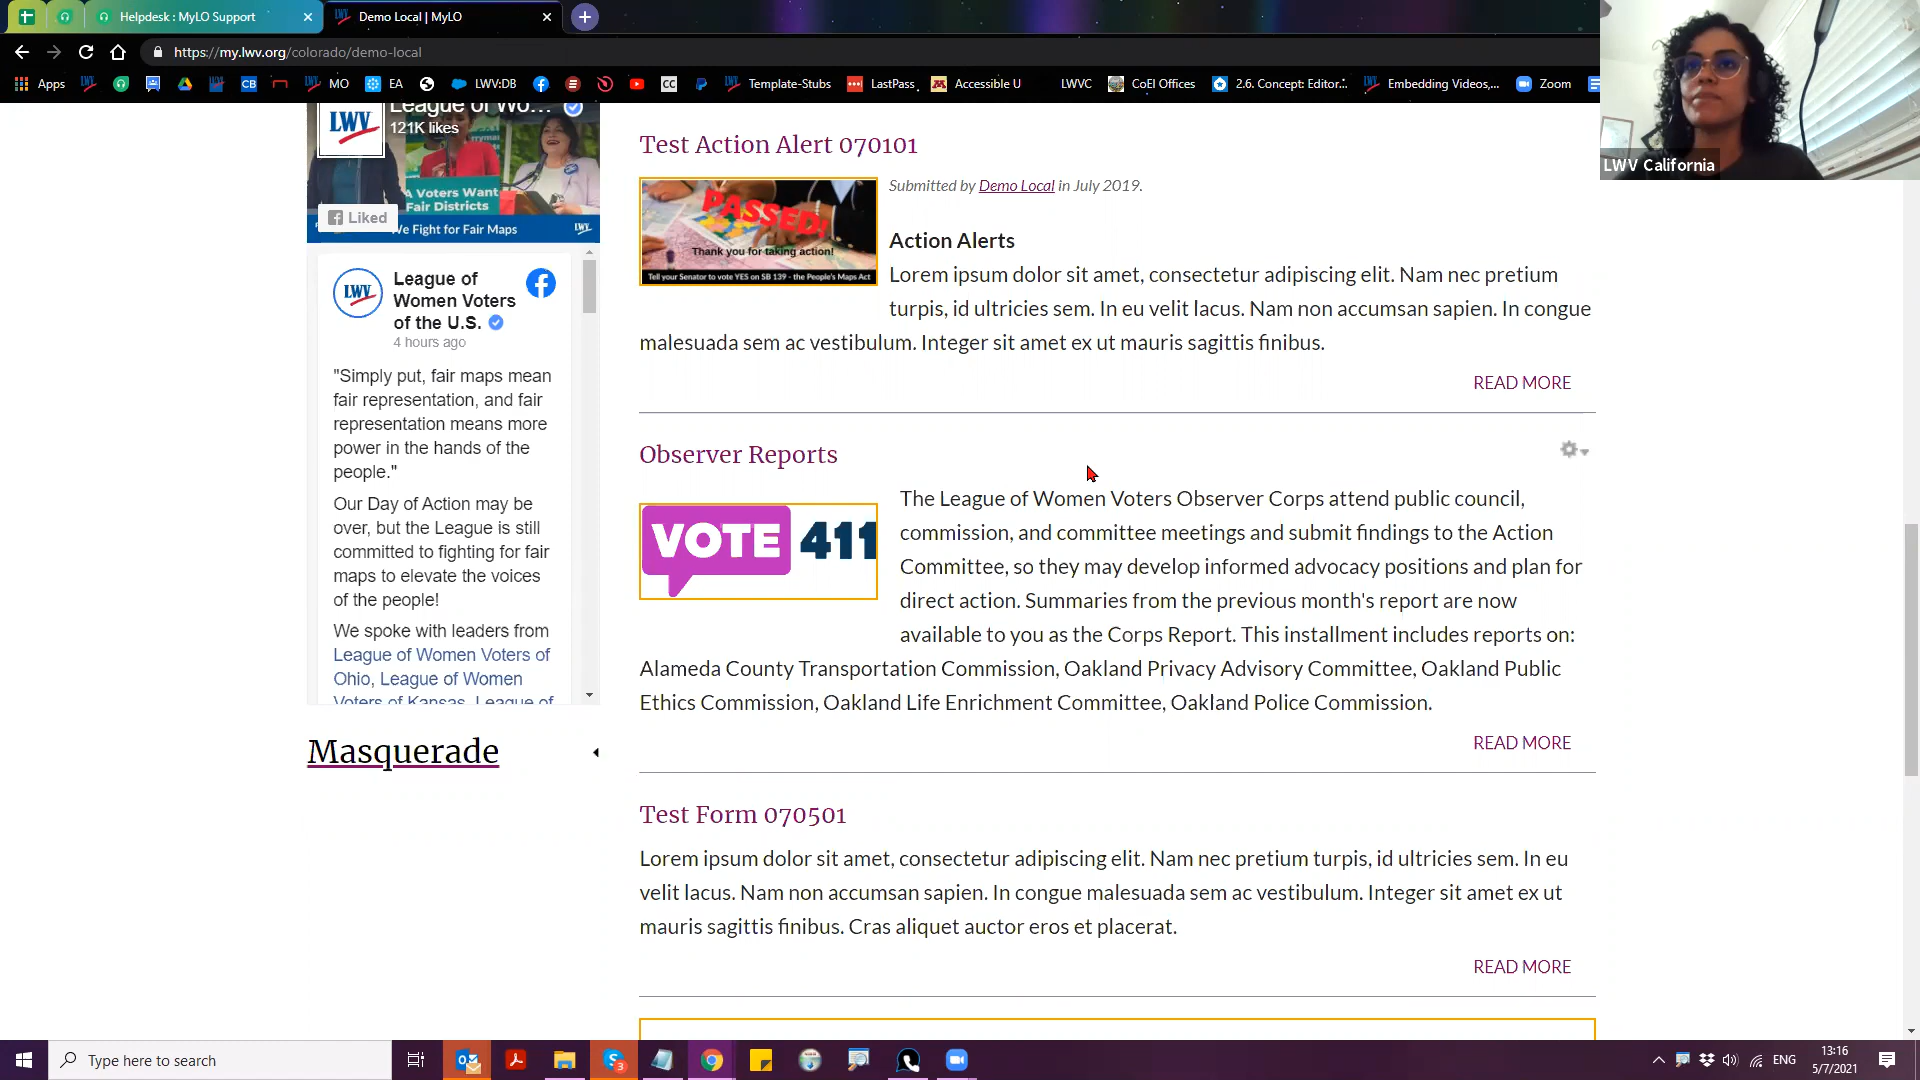 Helpdesk : MyLO Support
Demo Local | MyLO
https://my.lwv.org/colorado/demo-local
Apps MO EA LWV:DB CC Template-Stubs LastPass Accessible U LWVC CoEl Offices 2.6. Concept: Editor... Embedding Videos,... Zoom
LWV California
League of Wo...
LWV
121K likes
A Voters Want
Fair Districts
Liked
We Fight for Fair Maps
LWV
LWV
League of
Women Voters
of the U.S.
4 hours ago
"Simply put, fair maps mean
fair representation, and fair
representation means more
power in the hands of the
people."
Our Day of Action may be
over, but the League is still
committed to fighting for fair
maps to elevate the voices
of the people!
We spoke with leaders from
League of Women Voters of
Ohio, League of Women
Voters of Kansas, League of
Masquerade
Test Action Alert 070101
Submitted by Demo Local in July 2019.
PASSED!
Thank you for taking action!
Tell your Senator to vote YES on SB 139 - the People's Maps Act
Action Alerts
Lorem ipsum dolor sit amet, consectetur adipiscing elit. Nam nec pretium
turpis, id ultricies sem. In eu velit lacus. Nam non accumsan sapien. In congue
malesuada sem ac vestibulum. Integer sit amet ex ut mauris sagittis finibus.
READ MORE
Observer Reports
VOTE 411
The League of Women Voters Observer Corps attend public council,
commission, and committee meetings and submit findings to the Action
Committee, so they may develop informed advocacy positions and plan for
direct action. Summaries from the previous month's report are now
available to you as the Corps Report. This installment includes reports on:
Alameda County Transportation Commission, Oakland Privacy Advisory Committee, Oakland Public
Ethics Commission, Oakland Life Enrichment Committee, Oakland Police Commission.
READ MORE
Test Form 070501
Lorem ipsum dolor sit amet, consectetur adipiscing elit. Nam nec pretium turpis, id ultricies sem. In eu
velit lacus. Nam non accumsan sapien. In congue malesuada sem ac vestibulum. Integer sit amet ex ut
mauris sagittis finibus. Cras aliquet auctor eros et placerat.
READ MORE
Type here to search
ENG
13:16
5/7/2021